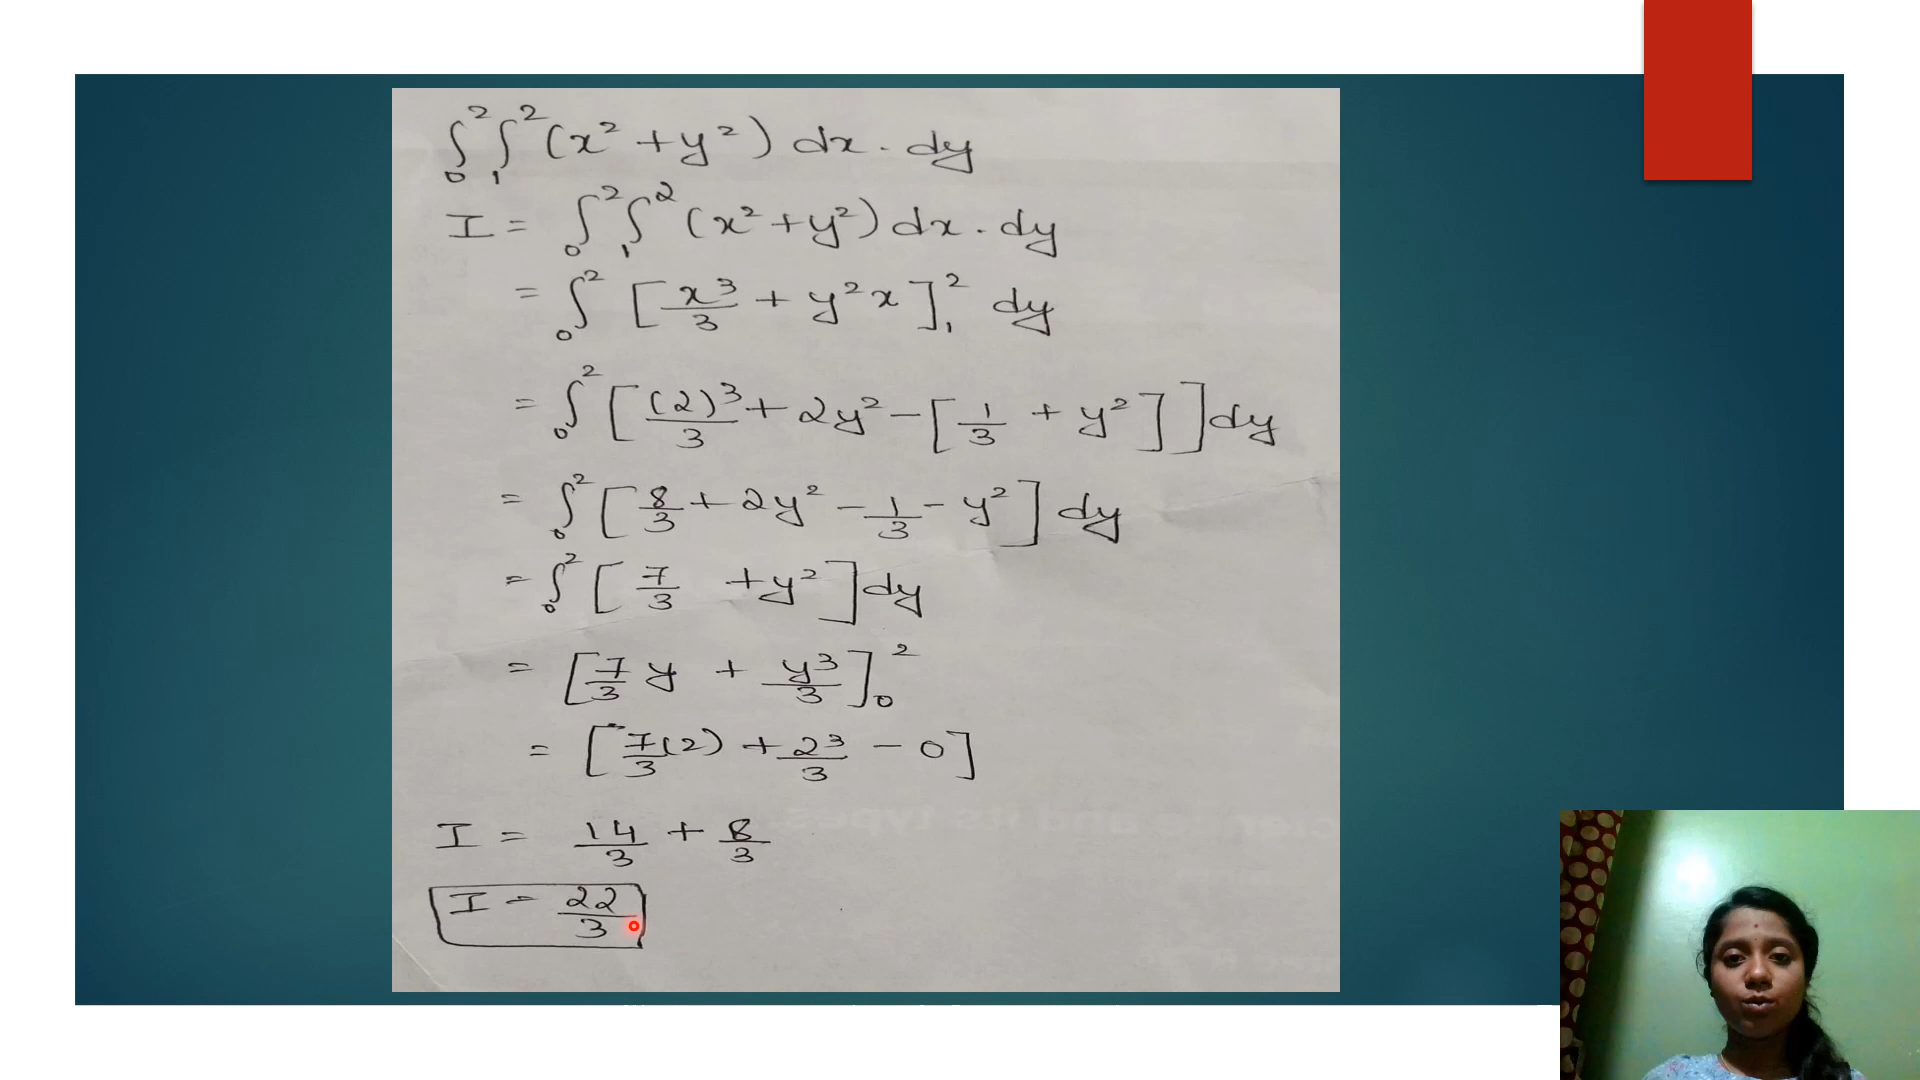 ∫₀² ∫₁² (x² + y²) dx . dy
I = ∫₀² ∫₁² (x² + y²) dx . dy
= ∫₀² [x³/3 + y²x]₁² dy
= ∫₀² [(2)³/3 + 2y² − [1/3 + y²]] dy
= ∫₀² [8/3 + 2y² − 1/3 − y²] dy
= ∫₀² [7/3 + y²] dy
= [7/3 y + y³/3]₀²
= [7/3 (2) + 2³/3 − 0]
I = 14/3 + 8/3
I = 22/3